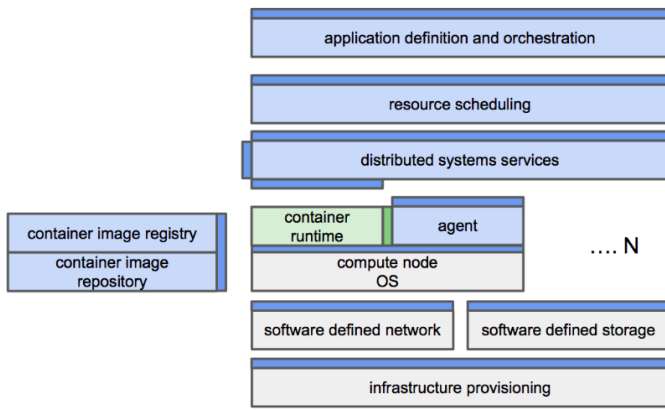 application definition and orchestration
resource scheduling
distributed systems services
container image registry
container image
repository
container
runtime
agent
compute node
OS
.... N
software defined network
software defined storage
infrastructure provisioning